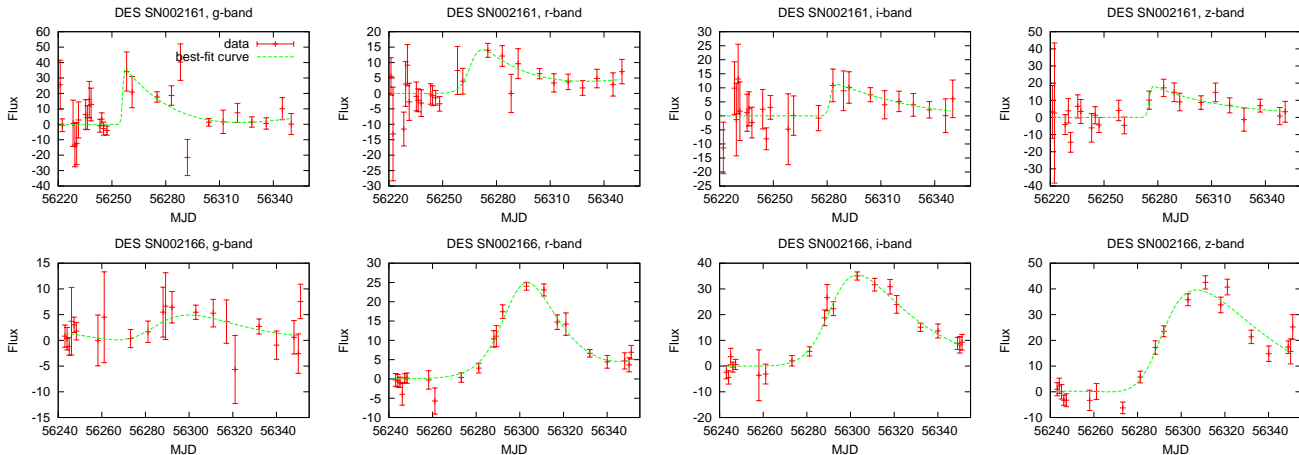 DES SN002161, g-band
data
best-fit curve
Flux
60
50
40
30
20
10
0
-10
-20
-30
-40
56220 56250 56280 56310 56340
MJD
DES SN002161, r-band
Flux
20
15
10
5
0
-5
-10
-15
-20
-25
-30
56220 56250 56280 56310 56340
MJD
DES SN002161, i-band
Flux
30
25
20
15
10
5
0
-5
-10
-15
-20
-25
56220 56250 56280 56310 56340
MJD
DES SN002161, z-band
Flux
50
40
30
20
10
0
-10
-20
-30
-40
56220 56250 56280 56310 56340
MJD
DES SN002166, g-band
Flux
15
10
5
0
-5
-10
-15
56240 56260 56280 56300 56320 56340
MJD
DES SN002166, r-band
Flux
30
25
20
15
10
5
0
-5
-10
56240 56260 56280 56300 56320 56340
MJD
DES SN002166, i-band
Flux
40
30
20
10
0
-10
-20
56240 56260 56280 56300 56320 56340
MJD
DES SN002166, z-band
Flux
50
40
30
20
10
0
-10
56240 56260 56280 56300 56320 56340
MJD